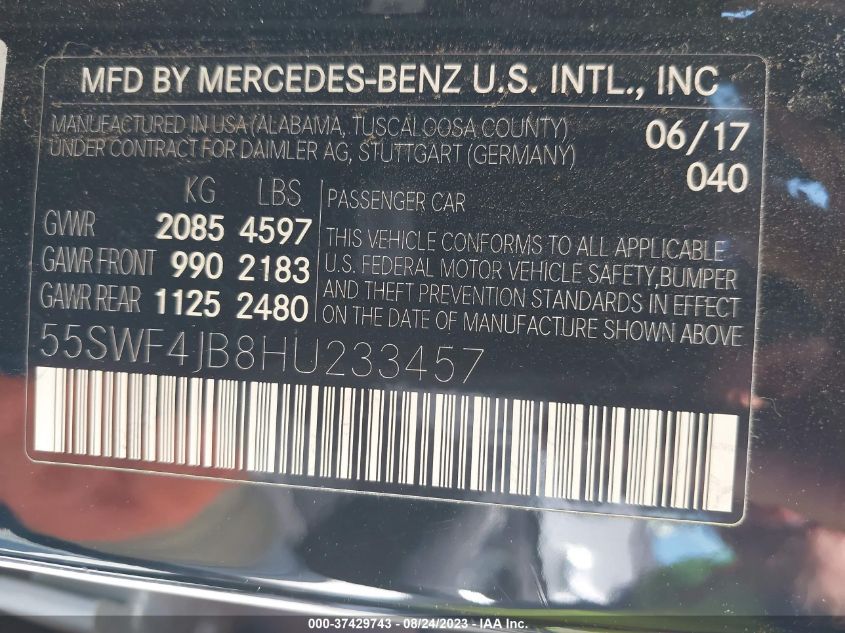 MFD BY MERCEDES-BENZ U.S. INTL., INC
MANUFACTURED IN USA (ALABAMA, TUSCALOOSA COUNTY)
UNDER CONTRACT FOR DAIMLER AG, STUTTGART (GERMANY)
06/17
040
KG LBS
GVWR 2085 4597
GAWR FRONT 990 2183
GAWR REAR 1125 2480
PASSENGER CAR
THIS VEHICLE CONFORMS TO ALL APPLICABLE
U.S. FEDERAL MOTOR VEHICLE SAFETY,BUMPER
AND THEFT PREVENTION STANDARDS IN EFFECT
ON THE DATE OF MANUFACTURE SHOWN ABOVE
55SWF4JB8HU233457
000-37429743 - 08/24/2023 - IAA Inc.